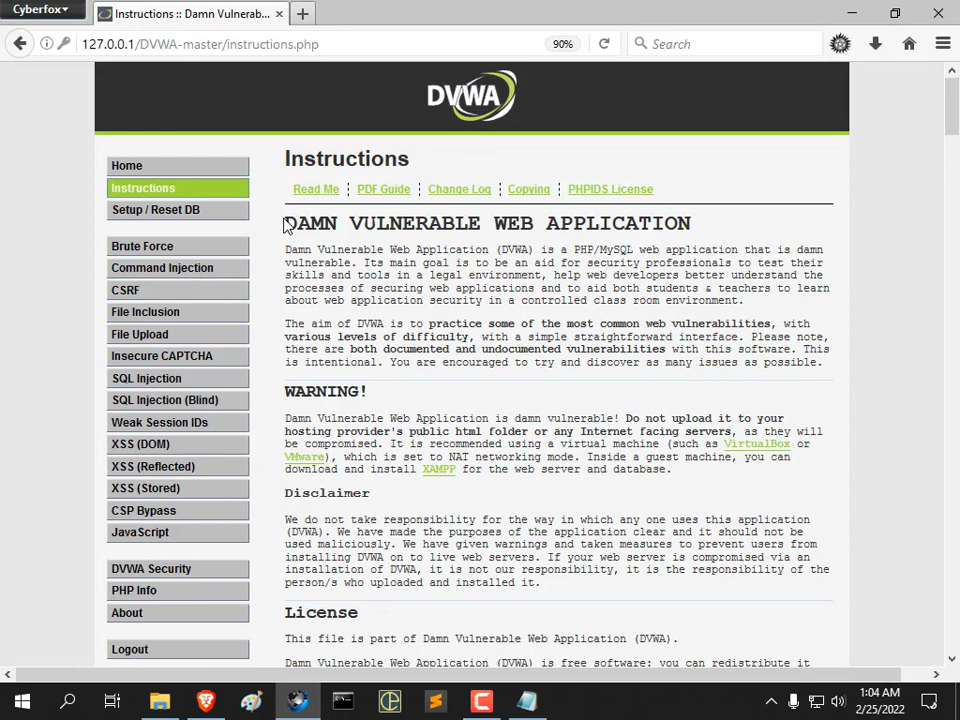 Cyberfox
Instructions :: Damn Vulnerab...
127.0.0.1/DVWA-master/instructions.php
90%
Search
DVWA
Home
Instructions
Setup / Reset DB
Brute Force
Command Injection
CSRF
File Inclusion
File Upload
Insecure CAPTCHA
SQL Injection
SQL Injection (Blind)
Weak Session IDs
XSS (DOM)
XSS (Reflected)
XSS (Stored)
CSP Bypass
JavaScript
DVWA Security
PHP Info
About
Logout
Instructions
Read Me
PDF Guide
Change Log
Copying
PHPIDS License
DAMN VULNERABLE WEB APPLICATION
Damn Vulnerable Web Application (DVWA) is a PHP/MySQL web application that is damn
vulnerable. Its main goal is to be an aid for security professionals to test their
skills and tools in a legal environment, help web developers better understand the
processes of securing web applications and to aid both students & teachers to learn
about web application security in a controlled class room environment.
The aim of DVWA is to practice some of the most common web vulnerabilities, with
various levels of difficulty, with a simple straightforward interface. Please note,
there are both documented and undocumented vulnerabilities with this software. This
is intentional. You are encouraged to try and discover as many issues as possible.
WARNING!
Damn Vulnerable Web Application is damn vulnerable! Do not upload it to your
hosting provider's public html folder or any Internet facing servers, as they will
be compromised. It is recommended using a virtual machine (such as VirtualBox or
VMware), which is set to NAT networking mode. Inside a guest machine, you can
download and install XAMPP for the web server and database.
Disclaimer
We do not take responsibility for the way in which any one uses this application
(DVWA). We have made the purposes of the application clear and it should not be
used maliciously. We have given warnings and taken measures to prevent users from
installing DVWA on to live web servers. If your web server is compromised via an
installation of DVWA, it is not our responsibility, it is the responsibility of the
person/s who uploaded and installed it.
License
This file is part of Damn Vulnerable Web Application (DVWA).
Damn Vulnerable Web Application (DVWA) is free software: you can redistribute it
1:04 AM
2/25/2022